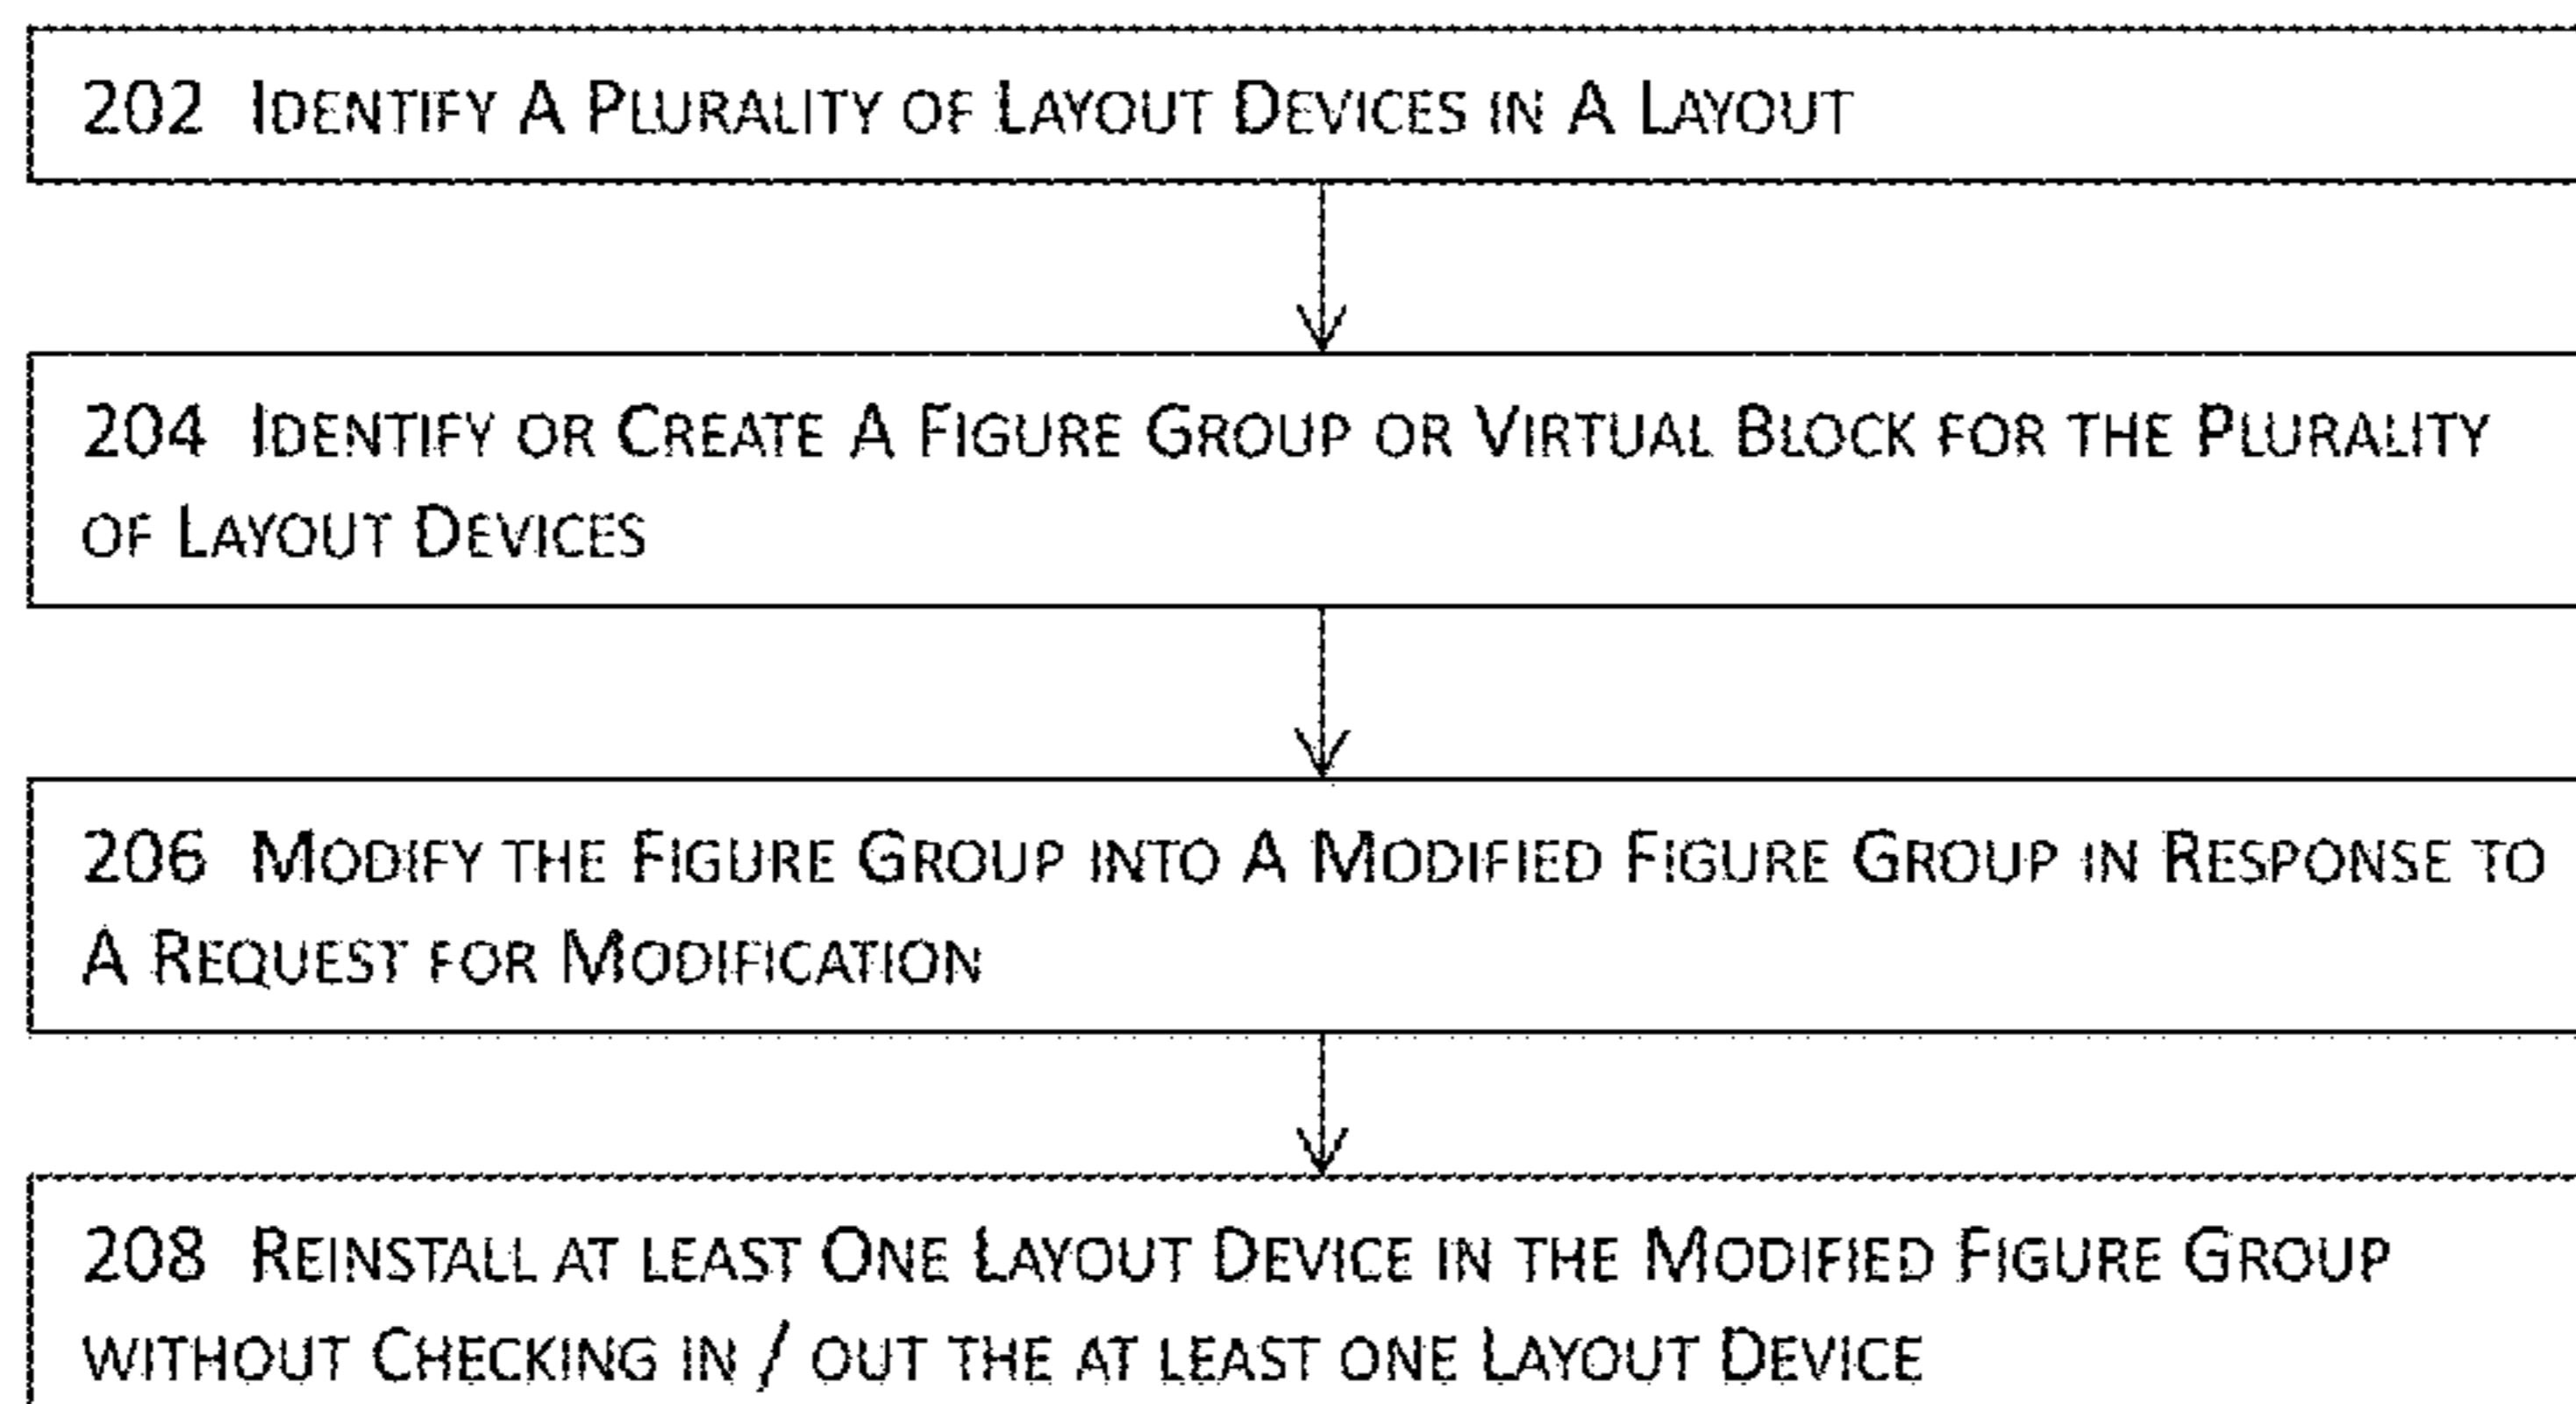 202 Identify A Plurality of Layout Devices in A Layout
204 Identify or Create A Figure Group or Virtual Block for the Plurality
of Layout Devices
206 Modify the Figure Group into A Modified Figure Group in Response to
A Request for Modification
208 Reinstall at least One Layout Device in the Modified Figure Group
without Checking in / out the at least one Layout Device